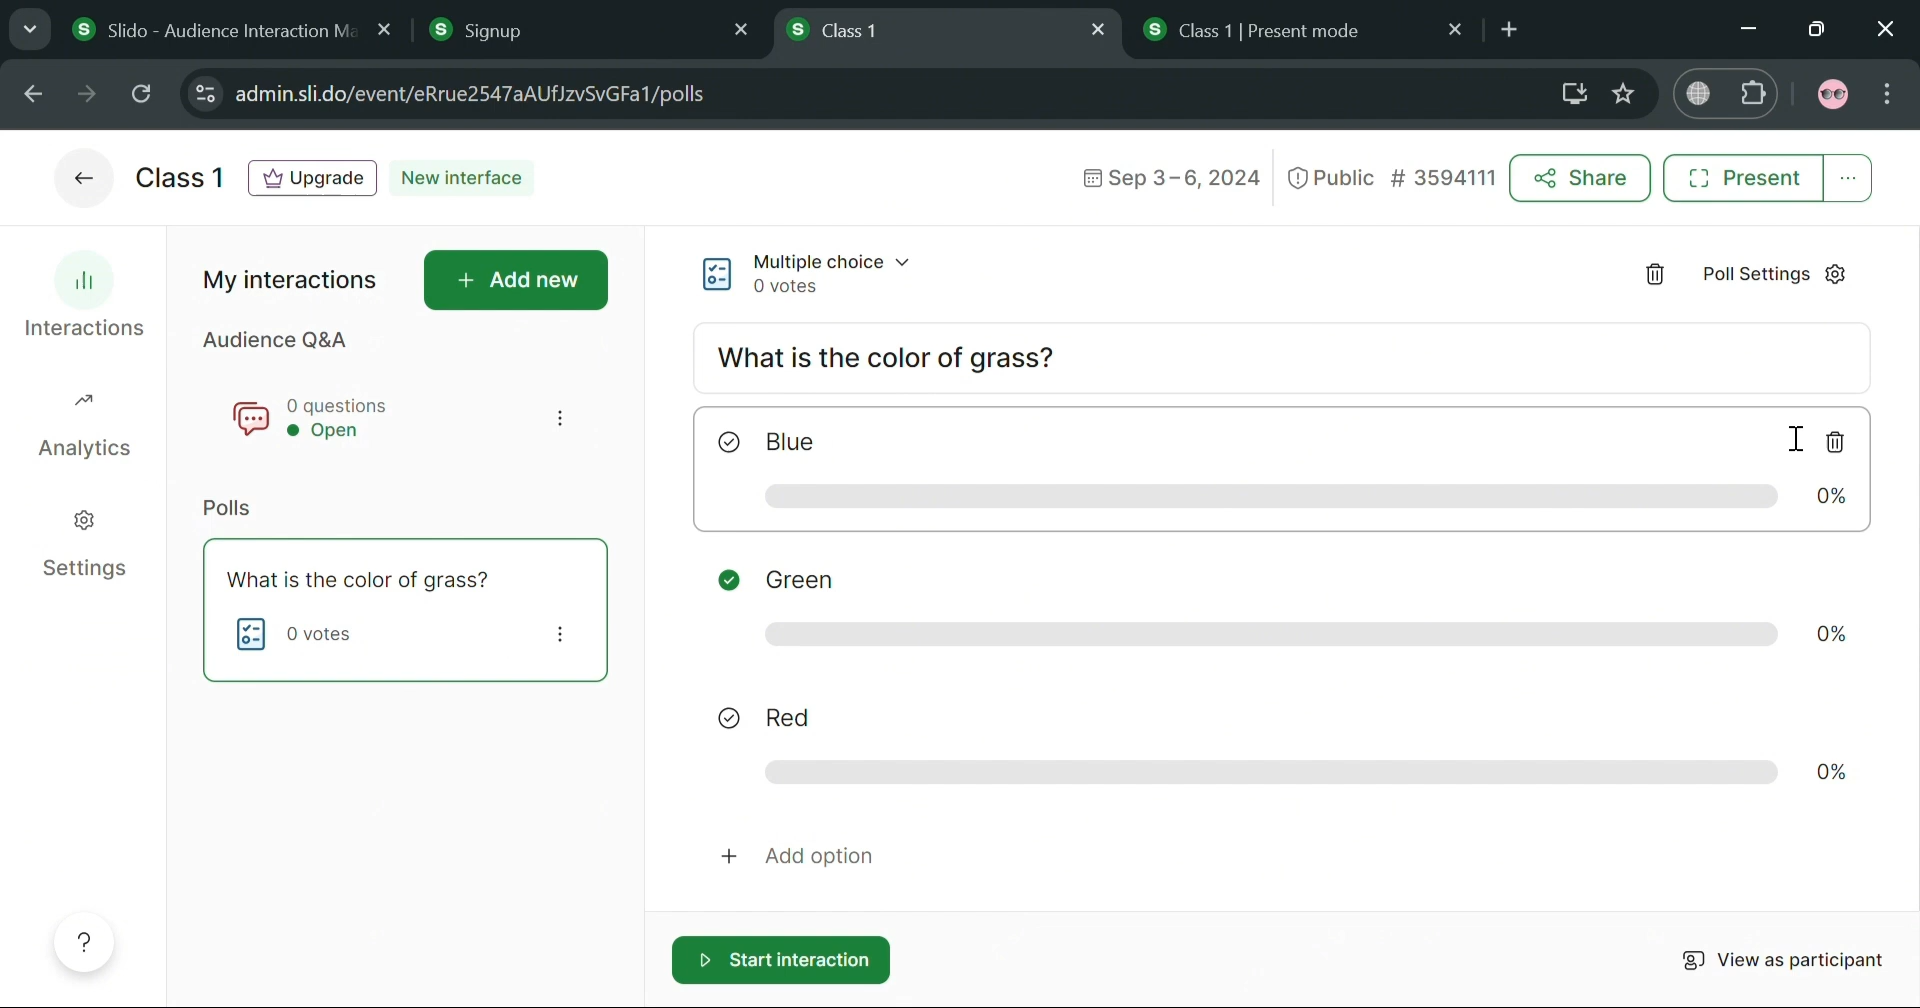 Slido - Audience Interaction Ma
Signup
Class 1
Class 1 | Present mode
admin.sli.do/event/eRrue2547aAUfJzvSvGFa1/polls
Class 1
Upgrade
New interface
Sep 3 – 6, 2024
Public
# 3594111
Share
Present
Interactions
Analytics
Settings
My interactions
+ Add new
Audience Q&A
0 questions
Open
Polls
What is the color of grass?
0 votes
Multiple choice
0 votes
Poll Settings
What is the color of grass?
Blue
0%
Green
0%
Red
0%
+ Add option
Start interaction
View as participant
?